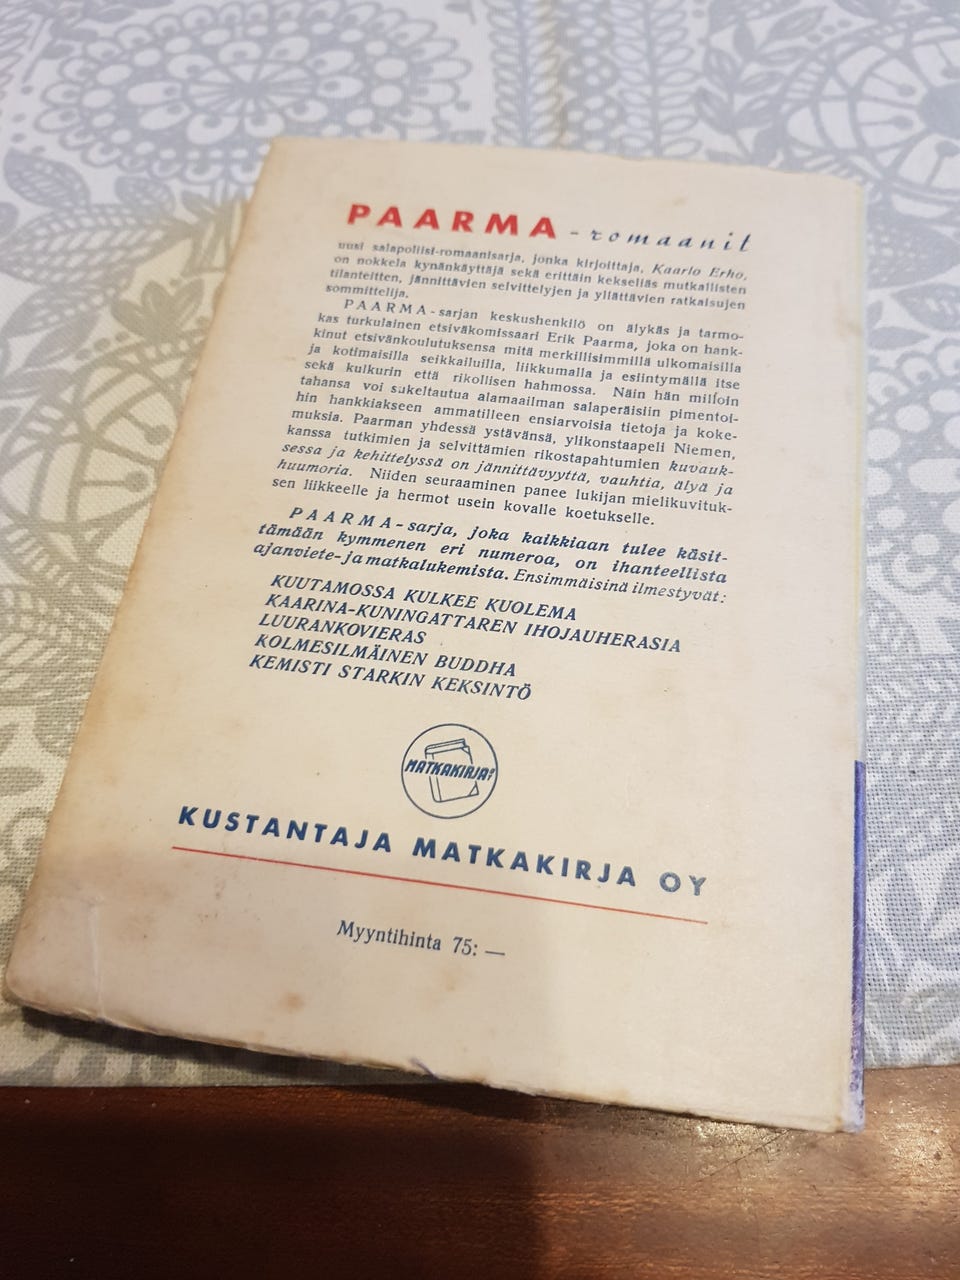 PAARMA - romaanit
uusi salapoliisi-romaanisarja, jonka kirjoittaja, Kaarlo Erho,
on nokkela kynänkäyttäjä sekä erittäin kekseliäs mutkallisten
tilanteitten, jännittävien selvittelyjen ja yllättävien ratkaisujen
sommittelija.
PAARMA-sarjan keskushenkilö on älykäs ja tarmo-
kas turkulainen etsiväkomissaari Erik Paarma, joka on hank-
kinut etsivänkoulutuksensa mitä merkillisimmillä ulkomaisilla
ja kotimaisilla seikkailuilla, liikkumalla ja esiintymällä itse
sekä kulkurin että rikollisen hahmossa. Näin hän milloin
tahansa voi sukeltautua alamaailman salaperäisiin pimentoi-
hin hankkiakseen ammatilleen ensiarvoisia tietoja ja koke-
muksia. Paarman yhdessä ystävänsä, ylikonstaapeli Niemen,
kanssa tutkimien ja selvittämien rikostapahtumien kuvauk-
sessa ja kehittelyssä on jännittävyyttä, vauhtia, älyä ja
huumoria. Niiden seuraaminen panee lukijan mielikuvituk-
sen liikkeelle ja hermot usein kovalle koetukselle.
PAARMA-sarja, joka kaikkiaan tulee käsit-
tämään kymmenen eri numeroa, on ihanteellista
ajanviete- ja matkalukemista. Ensimmäisinä ilmestyvät:
KUUTAMOSSA KULKEE KUOLEMA
KAARINA-KUNINGATTAREN IHOJAUHERASIA
LUURANKOVIERAS
KOLMESILMÄINEN BUDDHA
KEMISTI STARKIN KEKSINTÖ
MATKAKIRJA
KUSTANTAJA MATKAKIRJA OY
Myyntihinta 75: —